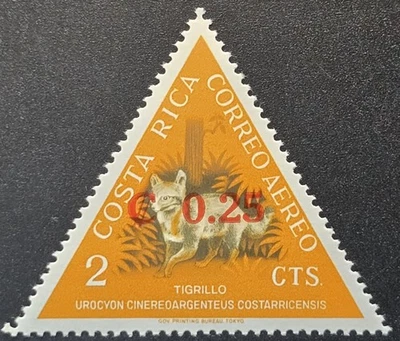 COSTA RICA
CORREO AEREO
C 0.25
2 CTS.
TIGRILLO
UROCYON CINEREOARGENTEUS COSTARRICENSIS
GOV. PRINTING BUREAU, TOKYO